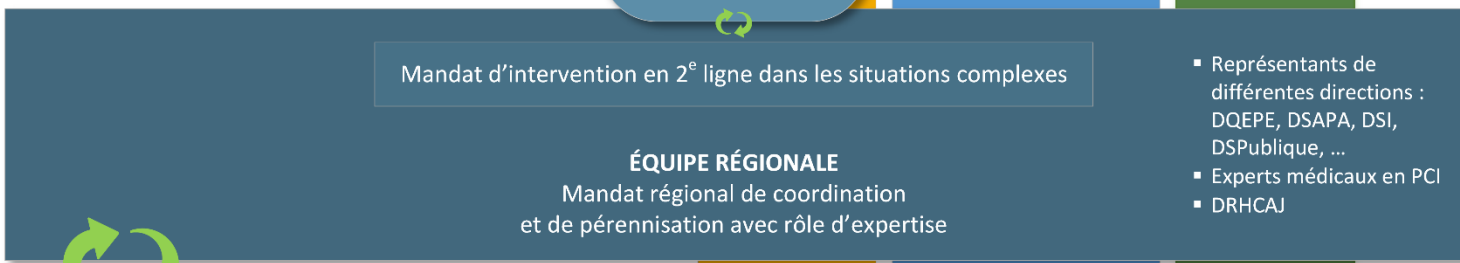 Mandat d'intervention en 2e ligne dans les situations complexes
ÉQUIPE RÉGIONALE
Mandat régional de coordination
et de pérennisation avec rôle d'expertise
▪ Représentants de
différentes directions :
DQEPE, DSAPA, DSI,
DSPublique, ...
▪ Experts médicaux en PCI
▪ DRHCAJ